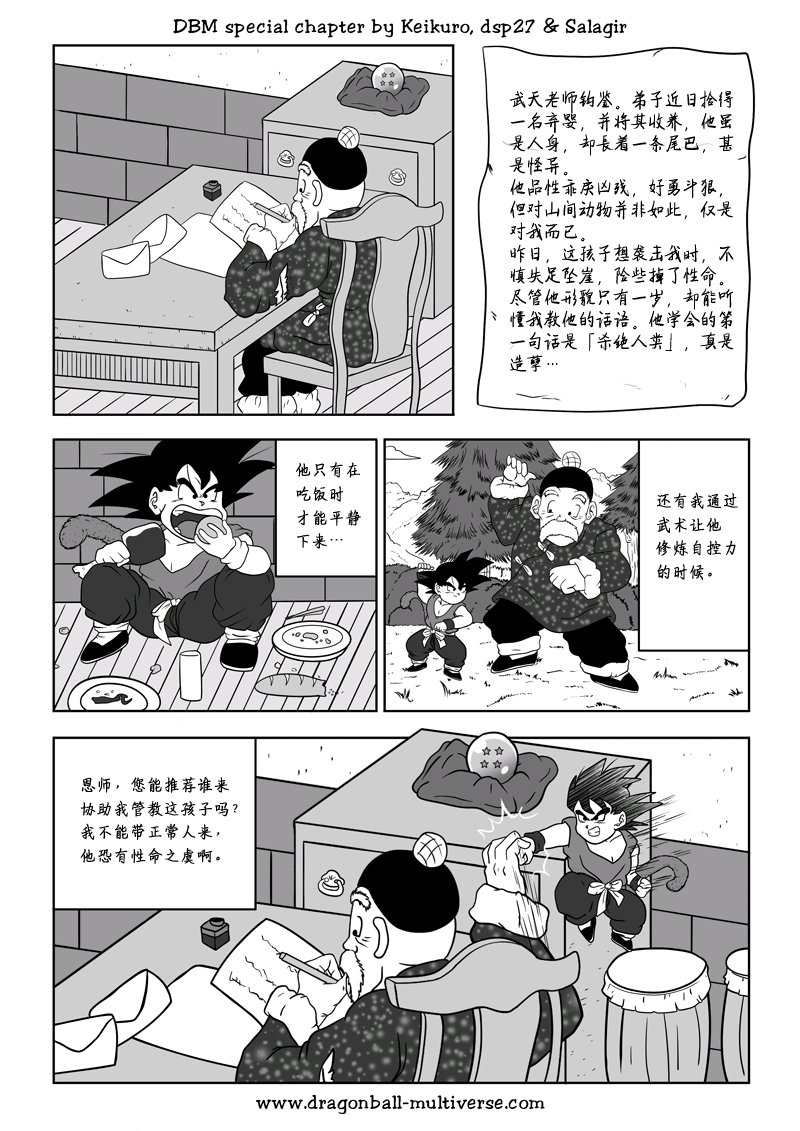 DBM special chapter by Keikuro, dsp27 & Salagir
武天老师钧鉴。弟子近日拾得
一名弃婴，并将其收养，他虽
是人身，却長着一条尾巴，甚
是怪异。
他品性乖戾凶残，好勇斗狠，
但对山间动物并非如此，仅是
对我而已。
昨日，这孩子想袭击我时，不
慎失足坠崖，险些掉了性命。
尽管他形貌只有一岁，却能听
懂我教他的话语。他学会的第
一句话是「杀绝人类」，真是
造孽…
他只有在
吃饭时
才能平静
下来…
还有我通过
武术让他
修炼自控力
的时候。
恩师，您能推荐谁来
协助我管教这孩子吗？
我不能带正常人来，
他恐有性命之虞啊。
www.dragonball-multiverse.com